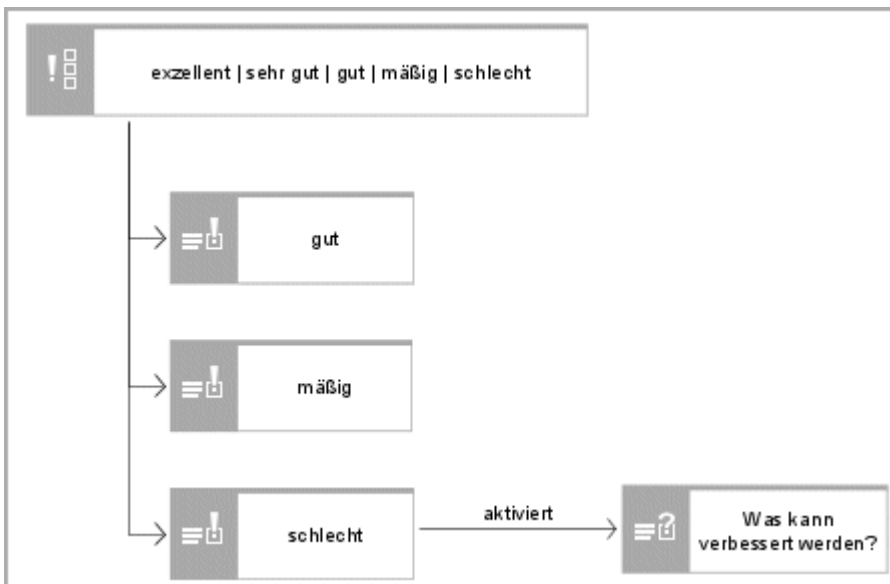 exzellent | sehr gut | gut | mäßig | schlecht
gut
mäßig
schlecht
aktiviert
Was kann
verbessert werden?